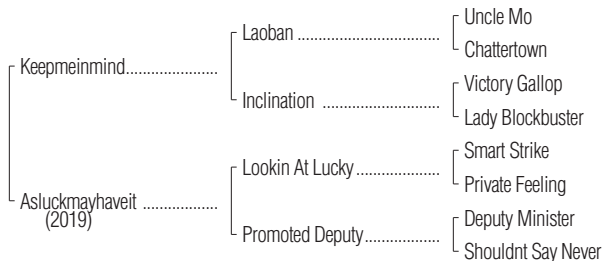 Uncle Mo
Laoban ..................................
Chattertown
Keepmeinmind......................
Victory Gallop
Inclination ............................
Lady Blockbuster
Smart Strike
Lookin At Lucky ...................
Private Feeling
Asluckmayhaveit ..................
(2019)
Deputy Minister
Promoted Deputy.................
Shouldnt Say Never